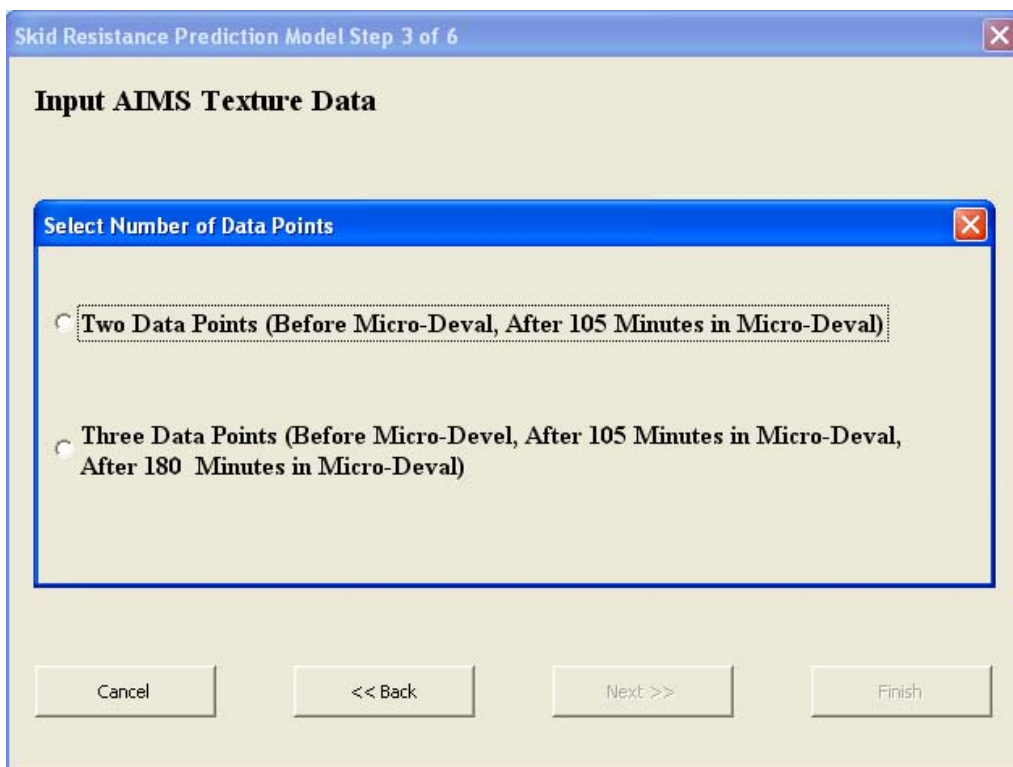 Skid Resistance Prediction Model Step 3 of 6
Input AIMS Texture Data
Select Number of Data Points
Two Data Points (Before Micro-Deval, After 105 Minutes in Micro-Deval)
Three Data Points (Before Micro-Devel, After 105 Minutes in Micro-Deval,
After 180  Minutes in Micro-Deval)
Cancel
<< Back
Next >>
Finish